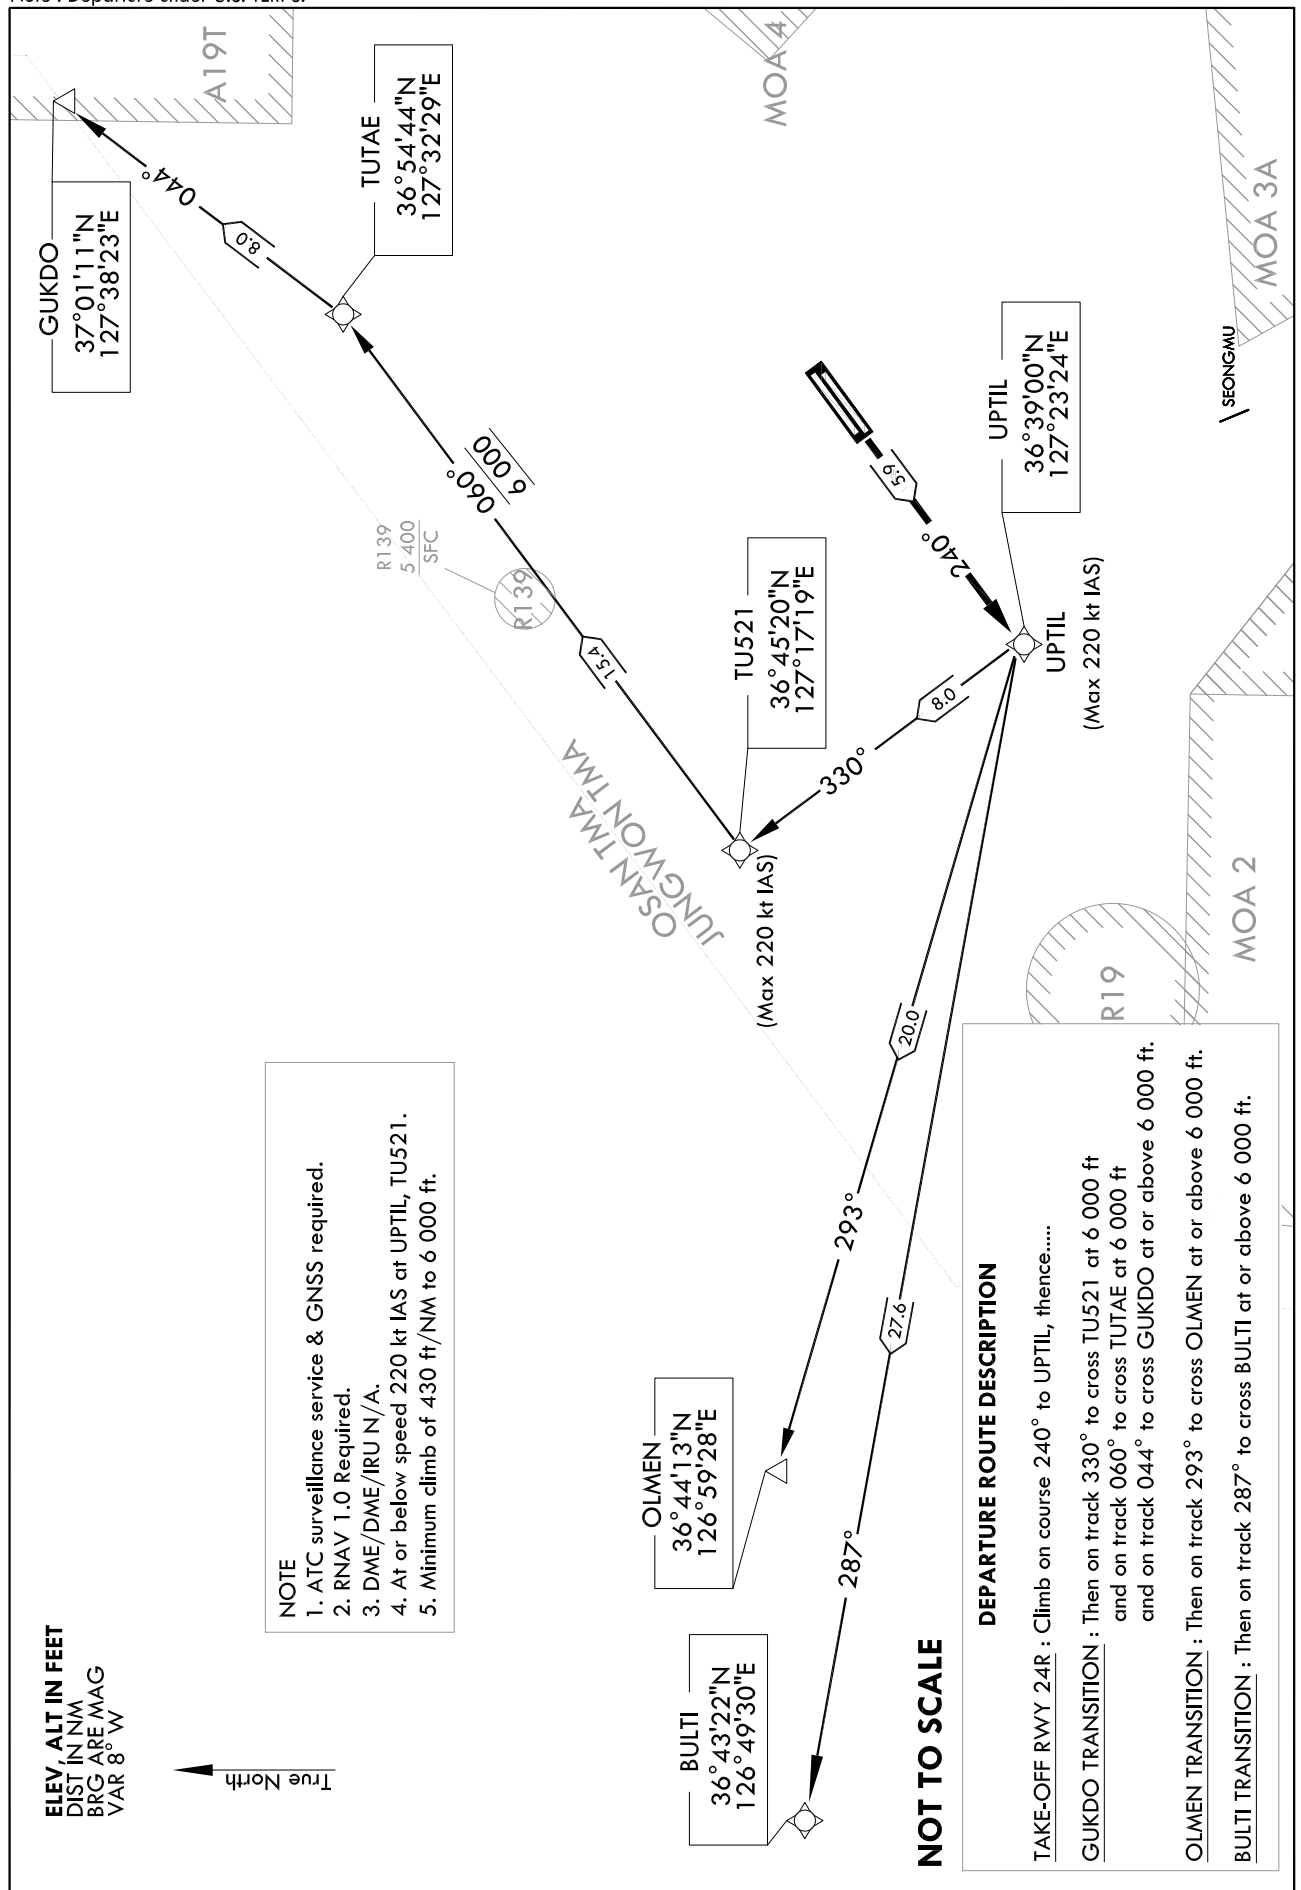 ELEV, ALT IN FEET
DIST IN NM
BRG ARE MAG
VAR 8° W
True North
NOTE
1. ATC surveillance service & GNSS required.
2. RNAV 1.0 Required.
3. DME/DME/IRU N/A.
4. At or below speed 220 kt IAS at UPTIL, TU521.
5. Minimum climb of 430 ft/NM to 6 000 ft.
GUKDO
37°01'11"N
127°38'23"E
A19T
044°
8.0
TUTAE
36°54'44"N
127°32'29"E
MOA 4
060°
6 000
R139
5 400
SFC
R139
15.4
OSAN TMA
JUNGWON TMA
TU521
36°45'20"N
127°17'19"E
(Max 220 kt IAS)
330°
8.0
5.9
240°
UPTIL
36°39'00"N
127°23'24"E
UPTIL
(Max 220 kt IAS)
SEONGMU
MOA 3A
MOA 2
R19
20.0
293°
27.6
287°
OLMEN
36°44'13"N
126°59'28"E
BULTI
36°43'22"N
126°49'30"E
NOT TO SCALE
DEPARTURE ROUTE DESCRIPTION
TAKE-OFF RWY 24R : Climb on course 240° to UPTIL, thence.....
GUKDO TRANSITION : Then on track 330° to cross TU521 at 6 000 ft
and on track 060° to cross TUTAE at 6 000 ft
and on track 044° to cross GUKDO at or above 6 000 ft.
OLMEN TRANSITION : Then on track 293° to cross OLMEN at or above 6 000 ft.
BULTI TRANSITION : Then on track 287° to cross BULTI at or above 6 000 ft.